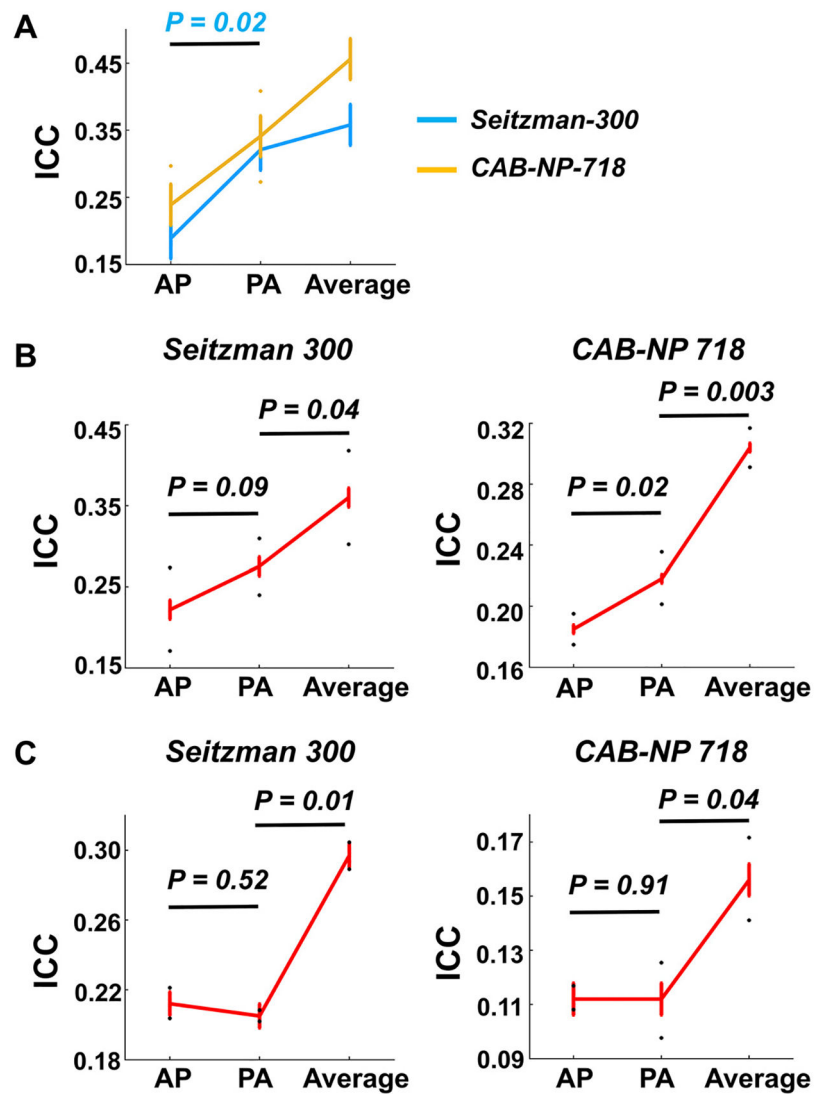 A
P = 0.02
ICC
0.45
0.35
0.25
0.15
AP PA Average
Seitzman-300
CAB-NP-718
B
Seitzman 300
P = 0.04
P = 0.09
ICC
0.45
0.35
0.25
0.15
AP PA Average
CAB-NP 718
P = 0.003
P = 0.02
ICC
0.32
0.28
0.24
0.20
0.16
AP PA Average
C
Seitzman 300
P = 0.01
P = 0.52
ICC
0.30
0.26
0.22
0.18
AP PA Average
CAB-NP 718
P = 0.04
P = 0.91
ICC
0.17
0.15
0.13
0.11
0.09
AP PA Average